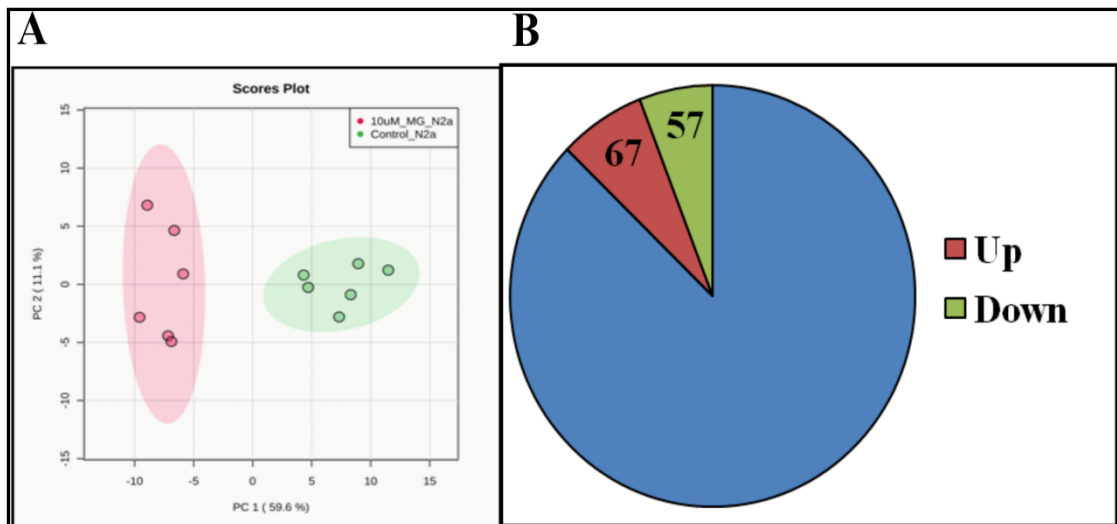 A
B
Scores Plot
10uM_MG_N2a
Control_N2a
15
10
5
0
-5
-10
-15
PC 2 ( 11.1 %)
-10
-5
0
5
10
15
PC 1 ( 59.6 %)
67
57
Up
Down